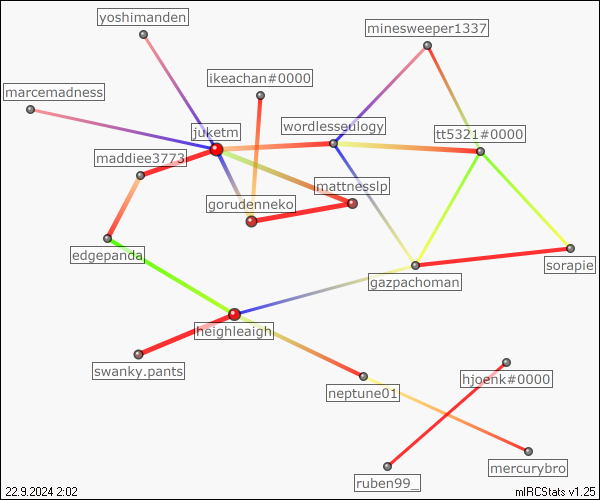 yoshimanden
minesweeper1337
ikeachan#0000
marcemadness
juketm
wordlesseulogy
tt5321#0000
maddiee3773
mattnesslp
gorudenneko
edgepanda
sorapie
gazpachoman
heighleaigh
swanky.pants
hjoenk#0000
neptune01
mercurybro
ruben99_
22.9.2024 2:02
mIRCStats v1.25